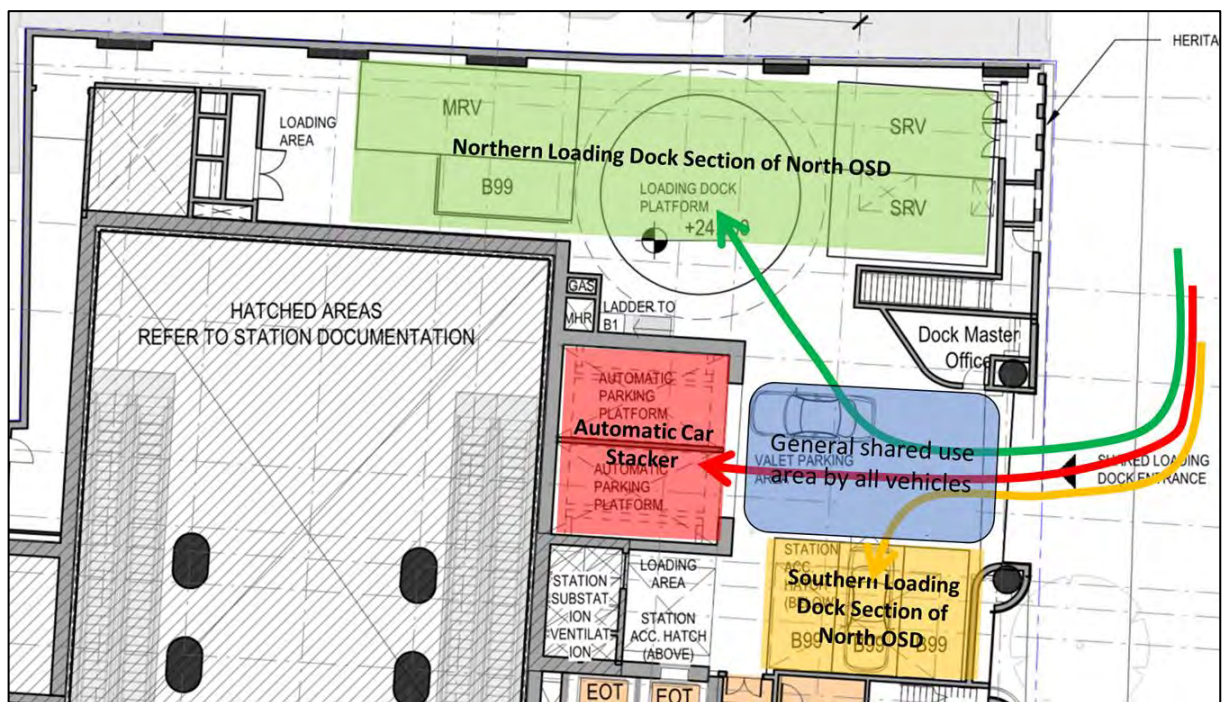 HERITA
MRV
SRV
LOADING
AREA
Northern Loading Dock Section of North OSD
B99
LOADING DOCK
PLATFORM
SRV
GAS
MHR
LADDER TO
B1
HATCHED AREAS
REFER TO STATION DOCUMENTATION
Dock Master
Office
AUTOMATIC
PARKING
PLATFORM
Automatic Car
Stacker
AUTOMATIC
PARKING
PLATFORM
General shared use
area by all vehicles
VALET PARKING
SHARED LOADING
DOCK ENTRANCE
STATION
ACC.
HATCH
(BELOW)
Southern Loading
Dock Section of
North OSD
B99
B99
B99
STATION
SUBSTAT
ION
VENTILAT
ION
LOADING
AREA
STATION
ACC. HATCH
(ABOVE)
EOT
EOT